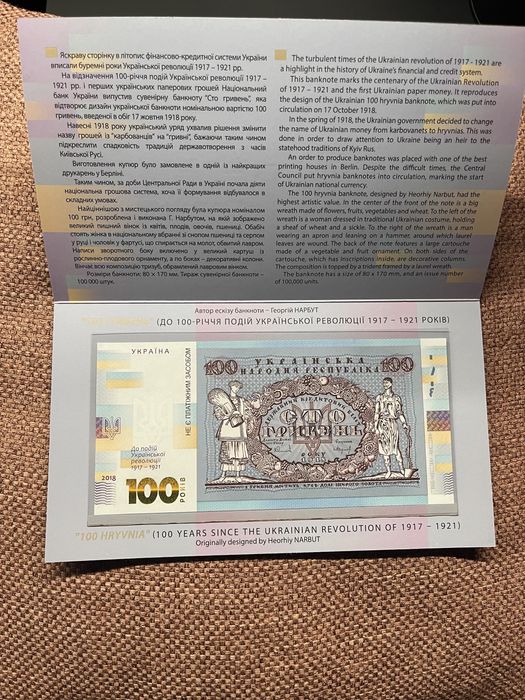 Яскраву сторінку в літопис фінансово-кредитної системи України
вписали буремні роки Української революції 1917 – 1921 рр.
На відзначення 100-річчя подій Української революції 1917 –
1921 рр. і перших українських паперових грошей Національний
банк України випустив сувенірну банкноту "Сто гривень", яка
відтворює дизайн української банкноти номінальною вартістю 100
гривень, введеної в обіг 17 жовтня 1918 року.
Навесні 1918 року український уряд ухвалив рішення змінити
назву грошей із "карбованців" на "гривні", бажаючи таким чином
підкреслити спадковість традицій державотворення з часів
Київської Русі.
Виготовлення купюр було замовлене в одній із найкращих
друкарень у Берліні.
Таким чином, за доби Центральної Ради в Україні почала діяти
національна грошова система, хоча її формування відбувалося в
складних умовах.
Найціннішою з мистецького погляду була купюра номіналом
100 грн, розроблена і виконана Г. Нарбутом, на якій зображено
великий пишний вінок із квітів, плодів, овочів, пшениці. Обабіч
стоять жінка в національному вбранні зі снопом пшениці та серпом
у руці і чоловік у фартусі, що спирається на молот, обвитий лавром.
Написи зворотного боку включено у великий картуш із
рослинно-плодового орнаменту, а по боках – декоративні колони.
Вінчає всю композицію тризуб, обрамлений лавровим вінком.
Розміри банкноти: 80 х 170 мм. Тираж сувенірної банкноти –
100 000 штук.
The turbulent times of the Ukrainian revolution of 1917 - 1921 are
a highlight in the history of Ukraine's financial and credit system.
This banknote marks the centenary of the Ukrainian Revolution
of 1917 – 1921 and the first Ukrainian paper money. It reproduces
the design of the Ukrainian 100 hryvnia banknote, which was put into
circulation on 17 October 1918.
In the spring of 1918, the Ukrainian government decided to change
the name of Ukrainian money from karbovanets to hryvnias. This was
done in order to draw attention to Ukraine being an heir to the
statehood traditions of Kyiv Rus.
An order to produce banknotes was placed with one of the best
printing houses in Berlin. Despite the difficult times, the Central
Council put hryvnia banknotes into circulation, marking the start
of Ukrainian national currency.
The 100 hryvnia banknote, designed by Heorhiy Narbut, had the
highest artistic value. In the center of the front of the note is a big
wreath made of flowers, fruits, vegetables and wheat. To the left of the
wreath is a woman dressed in traditional Ukrainian costume, holding
a sheaf of wheat and a sickle. To the right of the wreath is a man
wearing an apron and leaning on a hammer, around which laurel
leaves are wound. The back of the note features a large cartouche
made of a vegetable and fruit ornament. On both sides of the
cartouche, which has inscriptions inside, are decorative columns.
The composition is topped by a trident framed by a laurel wreath.
The banknote has a size of 80 x 170 mm, and an issue number
of 100,000 units.
Автор ескізу банкноти – Георгій НАРБУТ
(ДО 100-РІЧЧЯ ПОДІЙ УКРАЇНСЬКОЇ РЕВОЛЮЦІЇ 1917 – 1921 РОКІВ)
УКРАЇНА
НЕ Є ПЛАТІЖНИМ ЗАСОБОМ
До подій
Української
революції
1917 – 1921
2018
100
РОКІВ
100
УКРАЇНСЬКА
НАРОДНЯ РЕСПУБЛІКА
100
СТО
ГРИВЕНЬ
РОКУ
"100 HRYVNIA" (100 YEARS SINCE THE UKRAINIAN REVOLUTION OF 1917 – 1921)
Originally designed by Heorhiy NARBUT